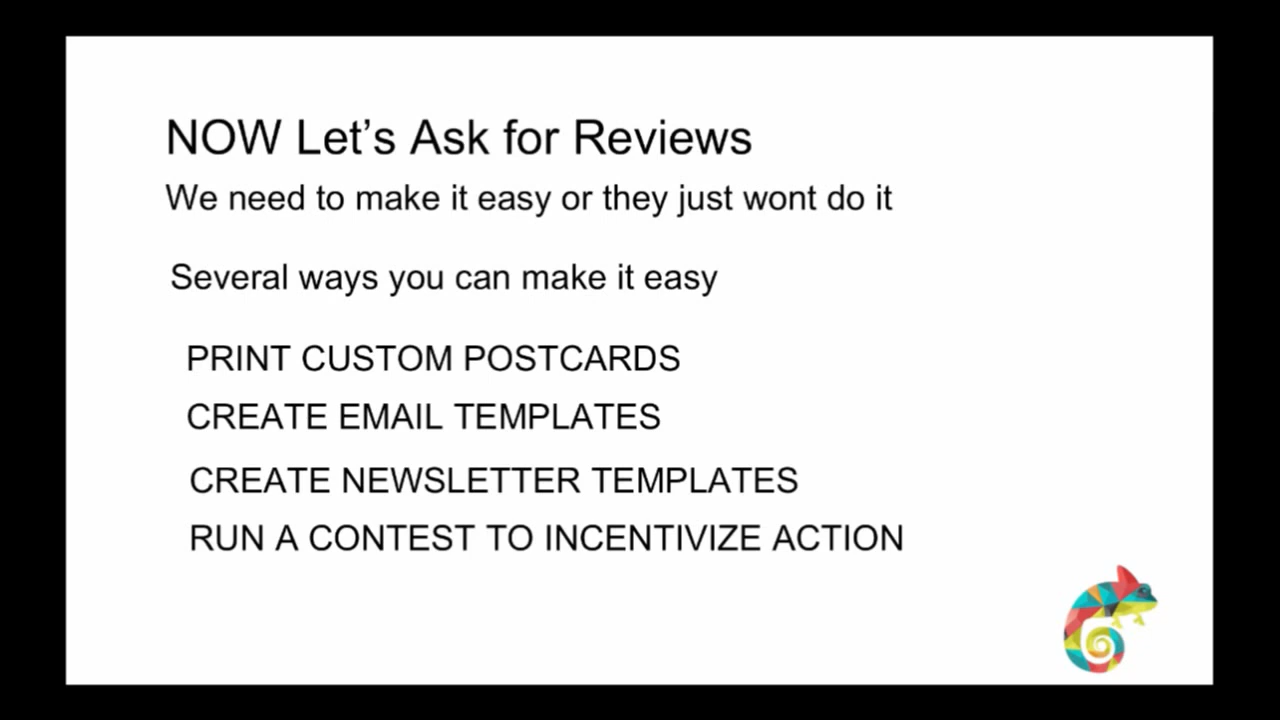 NOW Let’s Ask for Reviews
We need to make it easy or they just wont do it
Several ways you can make it easy
PRINT CUSTOM POSTCARDS
CREATE EMAIL TEMPLATES
CREATE NEWSLETTER TEMPLATES
RUN A CONTEST TO INCENTIVIZE ACTION